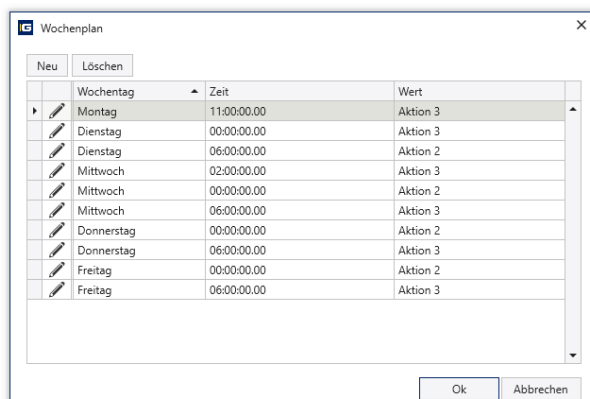 IG Wochenplan
Neu Löschen
Wochentag Zeit Wert
Montag 11:00:00.00 Aktion 3
Dienstag 00:00:00.00 Aktion 3
Dienstag 06:00:00.00 Aktion 2
Mittwoch 02:00:00.00 Aktion 3
Mittwoch 00:00:00.00 Aktion 2
Mittwoch 06:00:00.00 Aktion 3
Donnerstag 00:00:00.00 Aktion 2
Donnerstag 06:00:00.00 Aktion 3
Freitag 00:00:00.00 Aktion 2
Freitag 06:00:00.00 Aktion 3
Ok Abbrechen